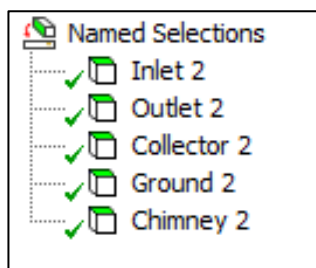 Named Selections
Inlet 2
Outlet 2
Collector 2
Ground 2
Chimney 2